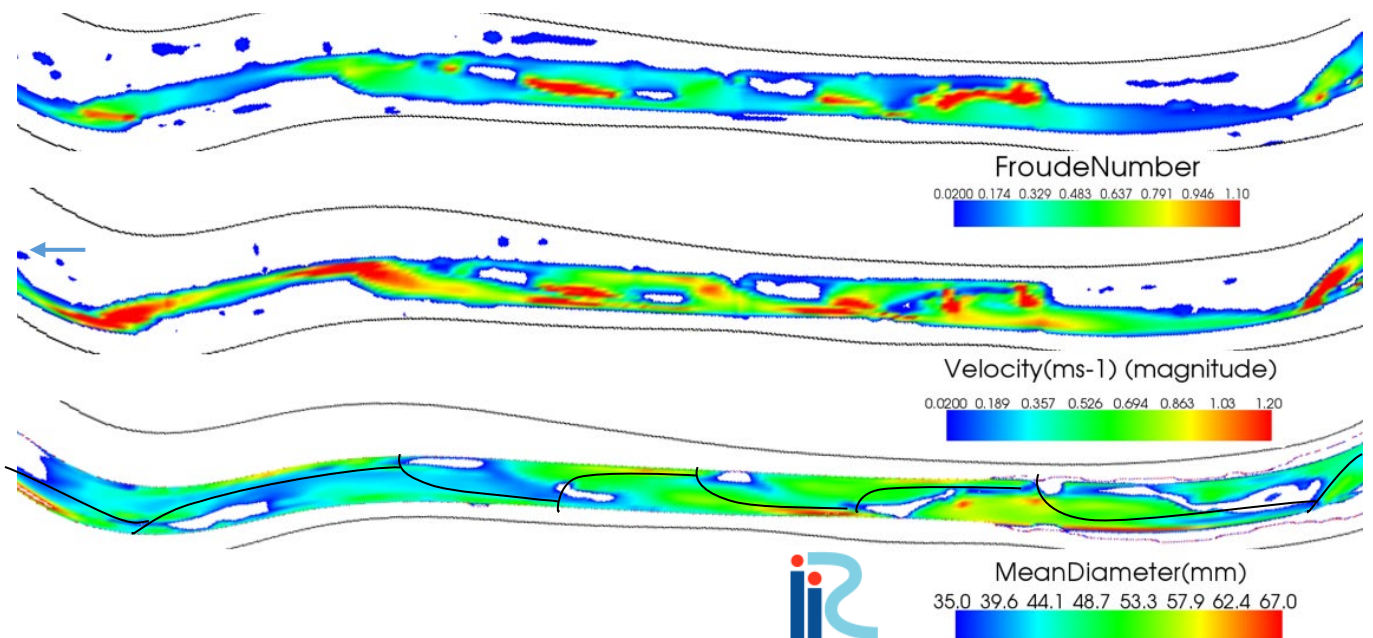 FroudeNumber
0.0200 0.174 0.329 0.483 0.637 0.791 0.946 1.10
Velocity(ms-1) (magnitude)
0.0200 0.189 0.357 0.526 0.694 0.863 1.03 1.20
MeanDiameter(mm)
35.0 39.6 44.1 48.7 53.3 57.9 62.4 67.0
iRiC